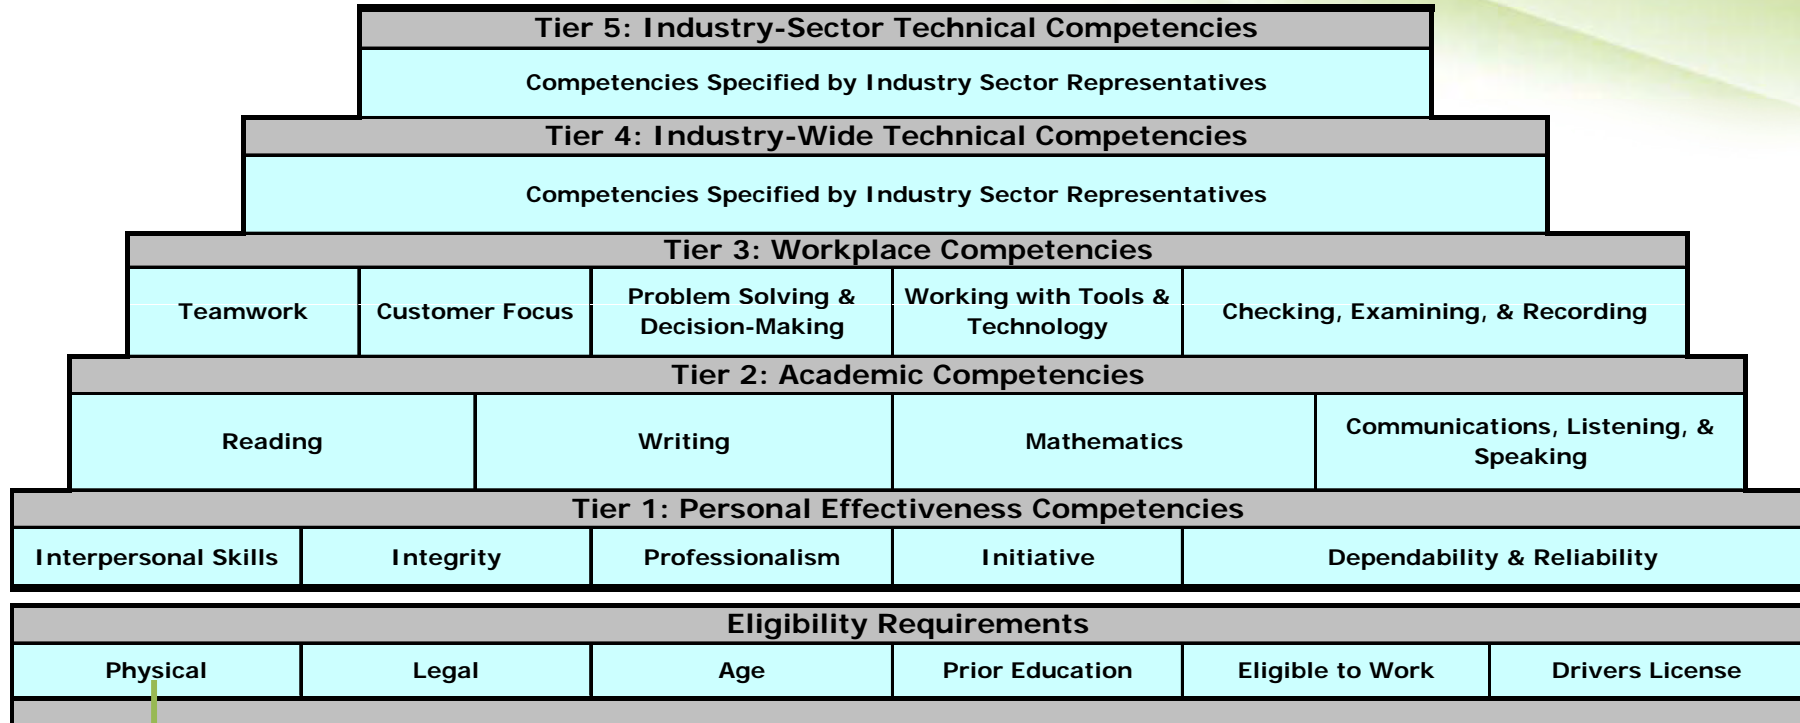 Tier 5: Industry-Sector Technical Competencies
Competencies Specified by Industry Sector Representatives
Tier 4: Industry-Wide Technical Competencies
Competencies Specified by Industry Sector Representatives
Tier 3: Workplace Competencies
Teamwork
Customer Focus
Problem Solving &
Decision-Making
Working with Tools &
Technology
Checking, Examining, & Recording
Tier 2: Academic Competencies
Reading
Writing
Mathematics
Communications, Listening, &
Speaking
Tier 1: Personal Effectiveness Competencies
Interpersonal Skills
Integrity
Professionalism
Initiative
Dependability & Reliability
Eligibility Requirements
Physical
Legal
Age
Prior Education
Eligible to Work
Drivers License